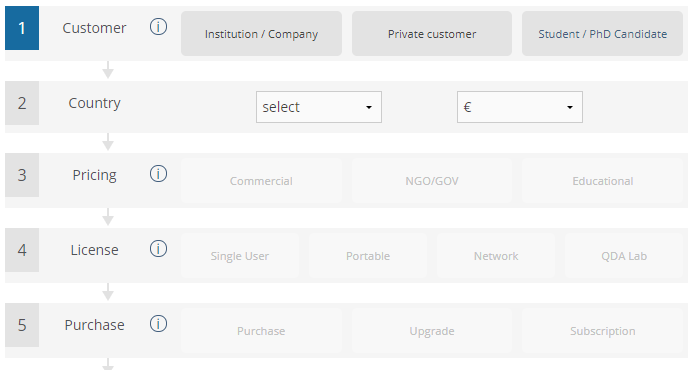 1 Customer i Institution / Company Private customer Student / PhD Candidate
2 Country select €
3 Pricing i Commercial NGO/GOV Educational
4 License i Single User Portable Network QDA Lab
5 Purchase i Purchase Upgrade Subscription